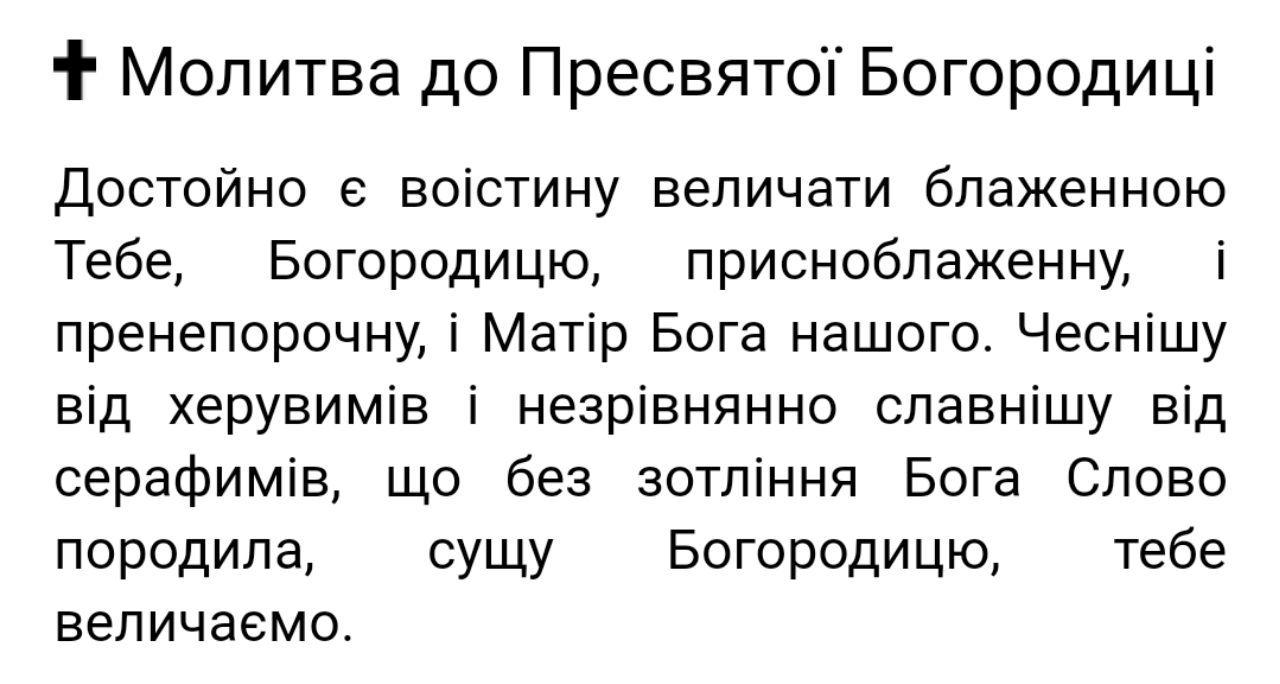 ✝ Молитва до Пресвятої Богородиці
Достойно є воістину величати блаженною
Тебе, Богородицю, присноблаженну, і
пренепорочну, і Матір Бога нашого. Чеснішу
від херувимів і незрівнянно славнішу від
серафимів, що без зотління Бога Слово
породила, сущу Богородицю, тебе
величаємо.